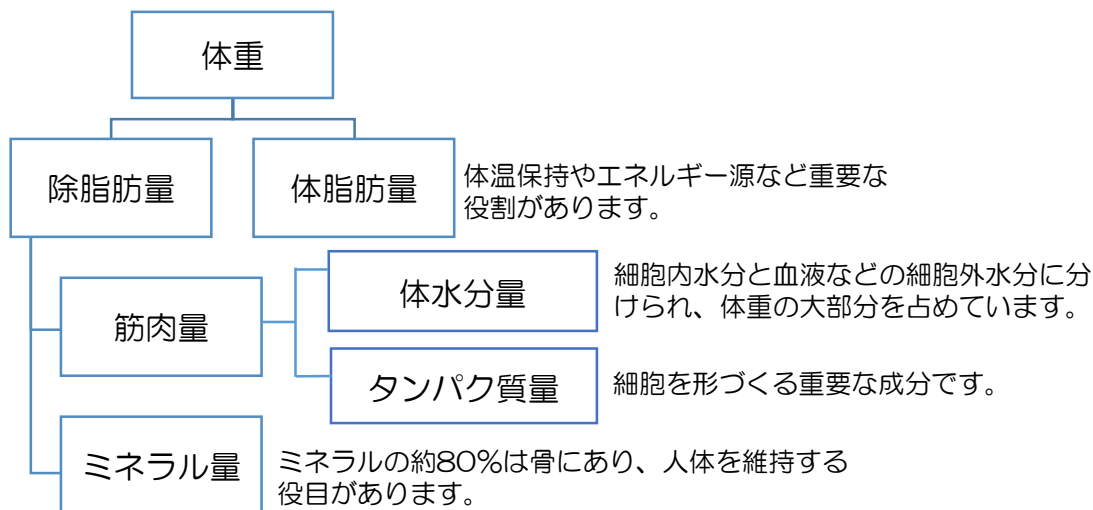 体重
除脂肪量
体脂肪量
体温保持やエネルギー源など重要な
役割があります。
筋肉量
体水分量
細胞内水分と血液などの細胞外水分に分
けられ、体重の大部分を占めています。
タンパク質量
細胞を形づくる重要な成分です。
ミネラル量
ミネラルの約80%は骨にあり、人体を維持する
役目があります。